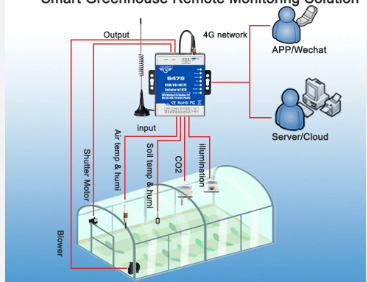 Smart Greenhouse Remote Monitoring Solution
Output
4G network
APP/Wechat
S475
Server/Cloud
input
Shutter Motor
Air temp & humi
Soil temp & humi
CO2
illumination
Blower